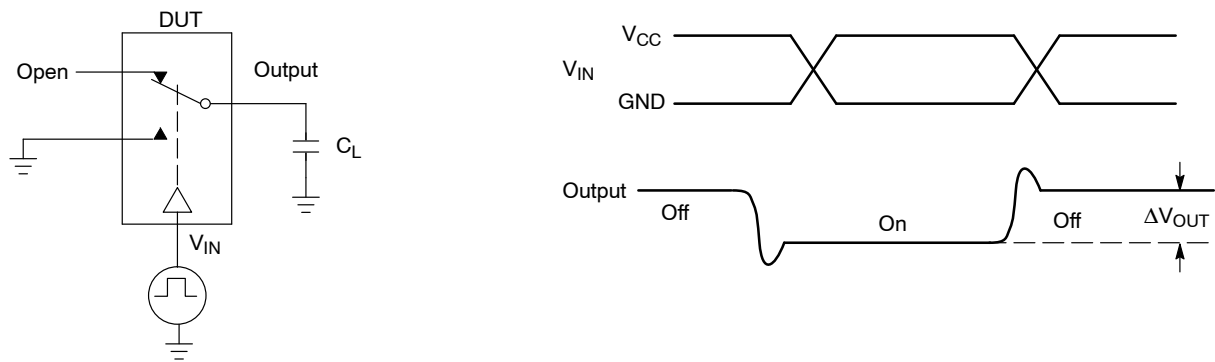 DUT
Open
Output
C_L
V_IN
V_CC
V_IN
GND
Output
Off
On
Off
ΔV_OUT